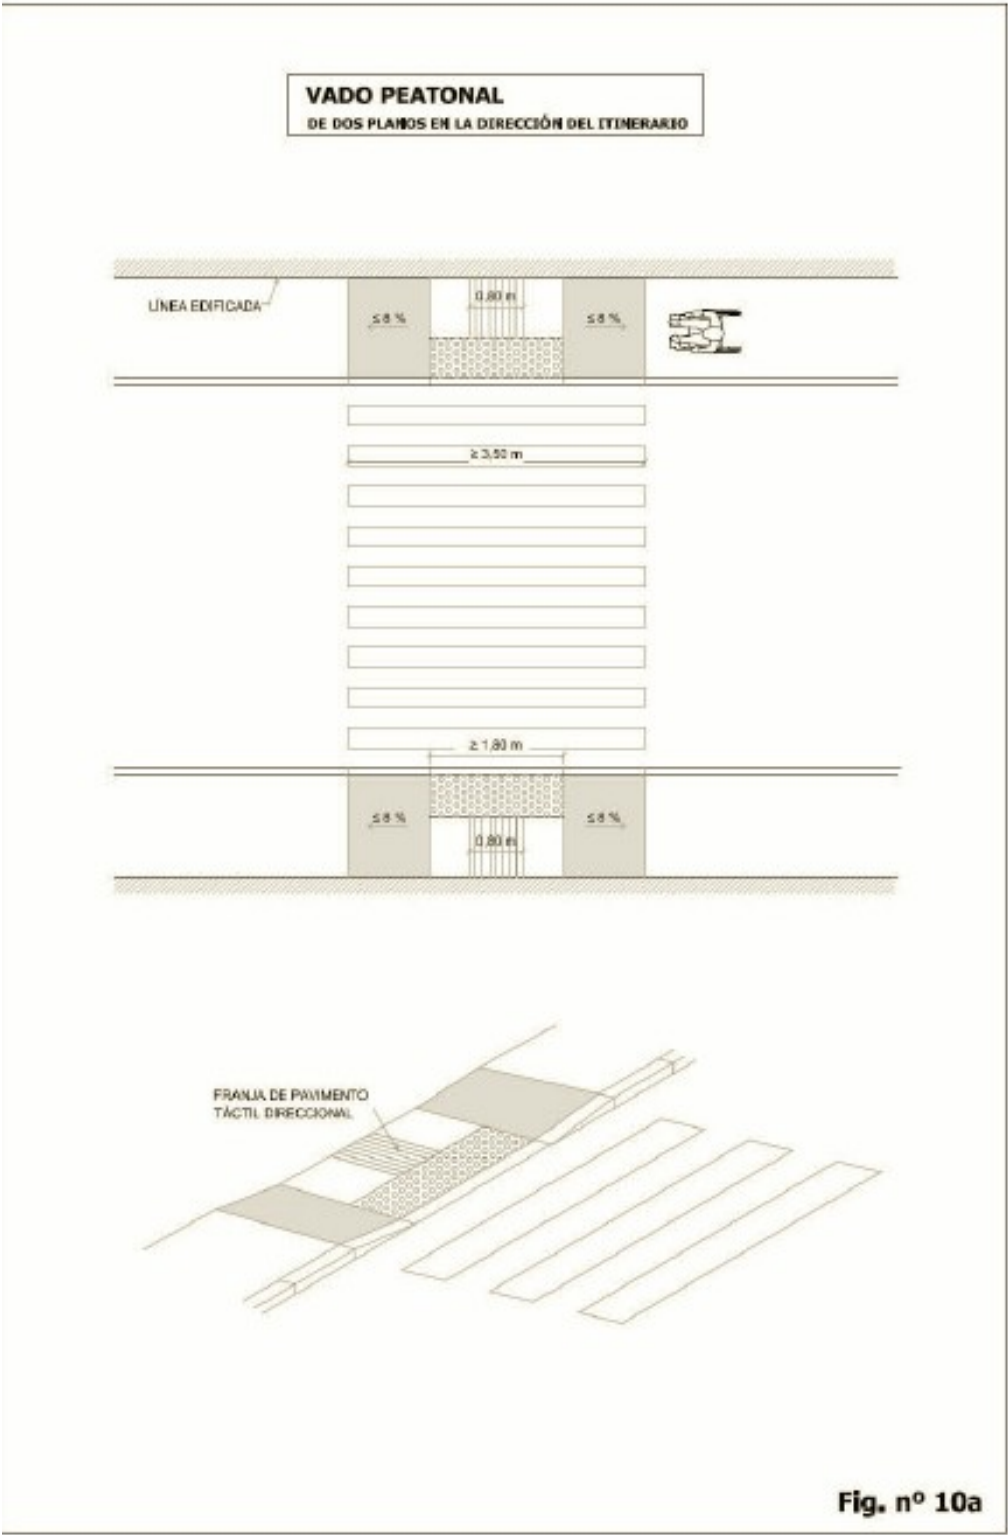 VADO PEATONAL
DE DOS PLANOS EN LA DIRECCIÓN DEL ITINERARIO
LÍNEA EDIFICADA
0,80 m
≤ 8 %
≤ 8 %
≥ 3,50 m
≥ 1,80 m
≤ 8 %
≤ 8 %
0,80 m
FRANJA DE PAVIMENTO
TÁCTIL DIRECCIONAL
Fig. nº 10a